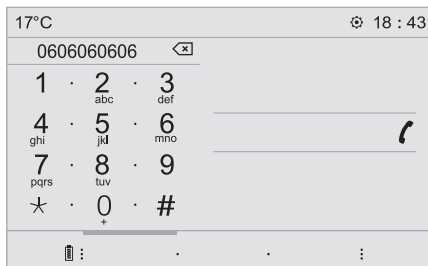 17°C 18 : 43
0606060606
1 · 2 · 3
abc def
4 · 5 · 6
ghi jkl mno
7 · 8 · 9
pqrs tuv
* · 0 · #
+